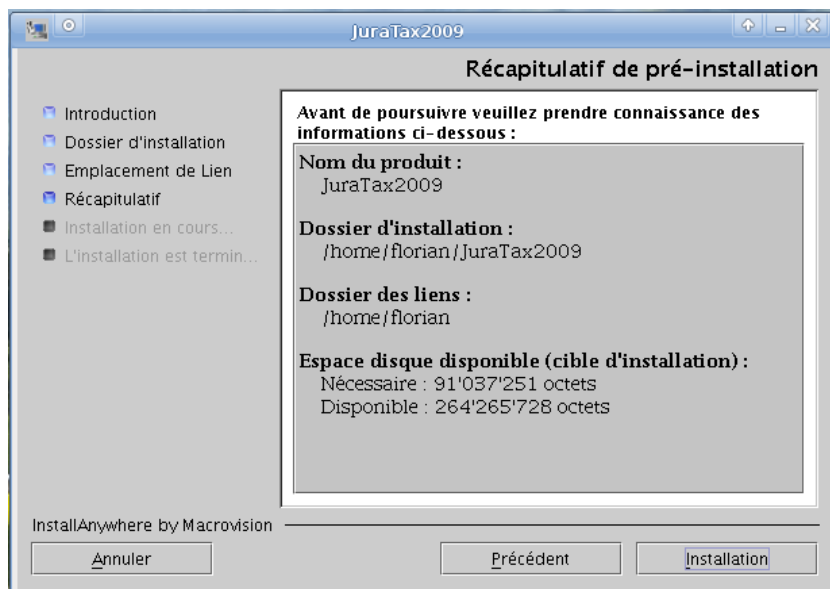 JuraTax2009
Récapitulatif de pré-installation
Introduction
Dossier d'installation
Emplacement de Lien
Récapitulatif
Installation en cours...
L'installation est termin...
Avant de poursuivre veuillez prendre connaissance des
informations ci-dessous :
Nom du produit :
JuraTax2009
Dossier d'installation :
/home/florian/JuraTax2009
Dossier des liens :
/home/florian
Espace disque disponible (cible d'installation) :
Nécessaire : 91'037'251 octets
Disponible : 264'265'728 octets
InstallAnywhere by Macrovision
Annuler
Précédent
Installation